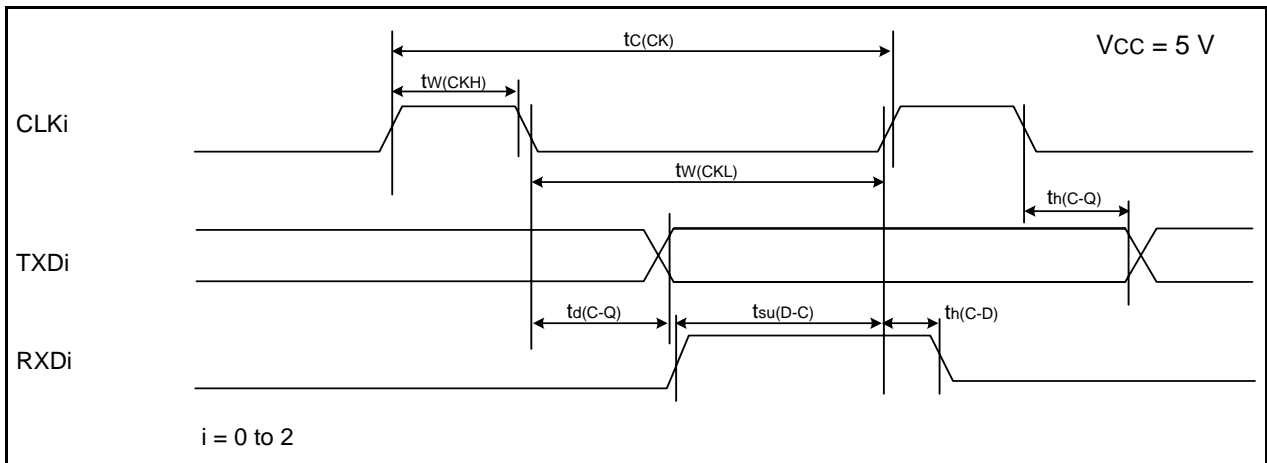 tC(CK)
VCC = 5 V
tW(CKH)
CLKi
tW(CKL)
th(C-Q)
TXDi
td(C-Q)
tsu(D-C)
th(C-D)
RXDi
i = 0 to 2